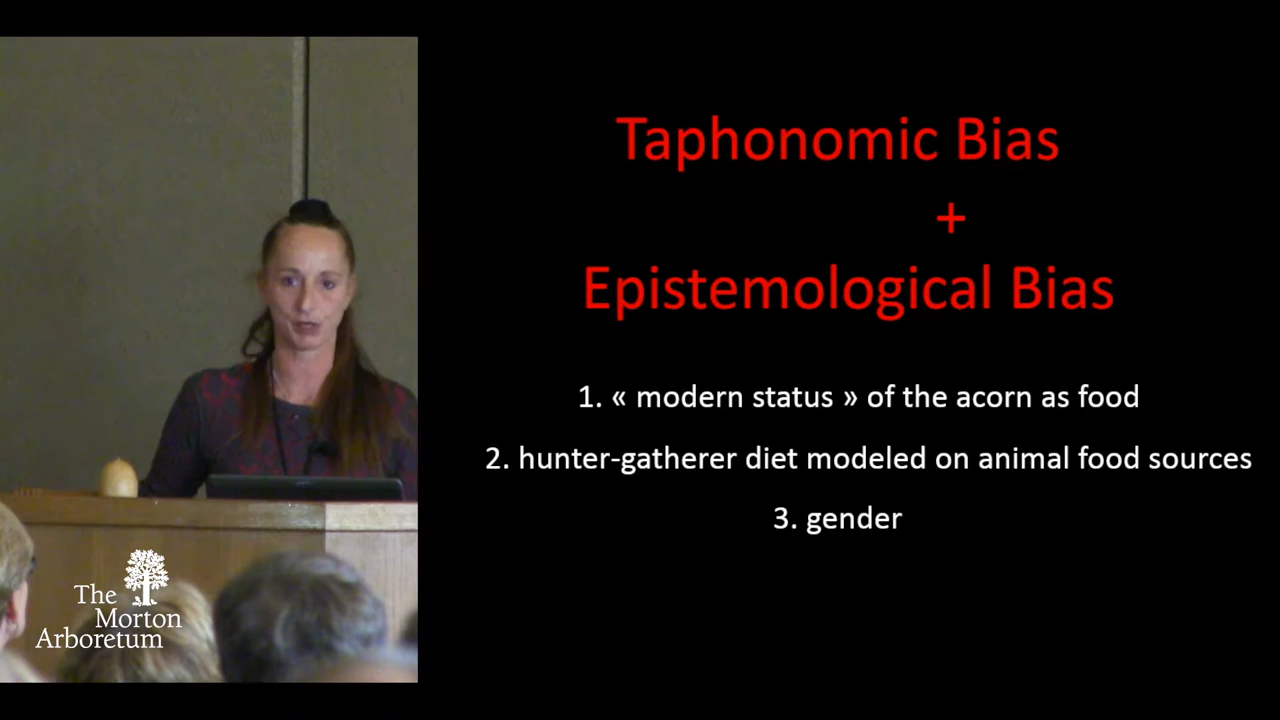 Taphonomic Bias
+
Epistemological Bias
1. « modern status » of the acorn as food
2. hunter-gatherer diet modeled on animal food sources
3. gender
The
Morton
Arboretum